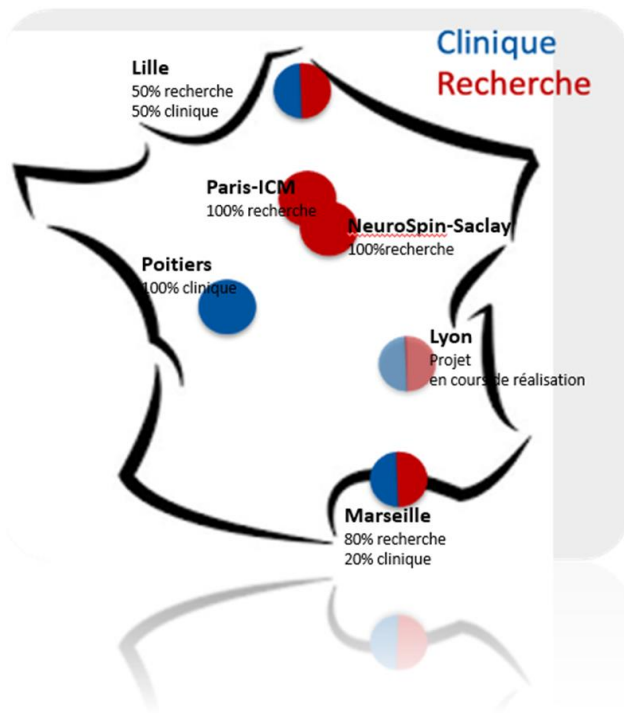 Clinique
Recherche
Lille
50% recherche
50% clinique
Paris-ICM
100% recherche
NeuroSpin-Saclay
100%recherche
Poitiers
100% clinique
Lyon
Projet
en cours de réalisation
Marseille
80% recherche
20% clinique